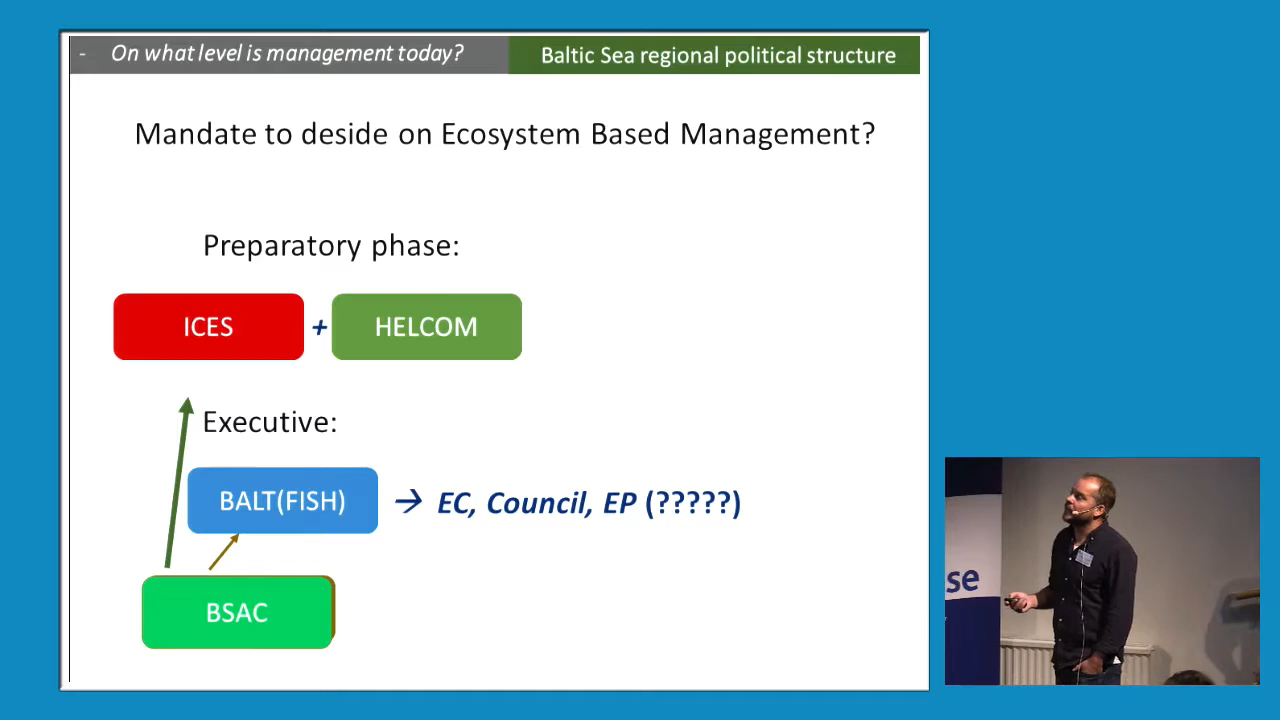 - On what level is management today?
Baltic Sea regional political structure
Mandate to deside on Ecosystem Based Management?
Preparatory phase:
ICES + HELCOM
Executive:
BALT(FISH) → EC, Council, EP (?????)
BSAC
se